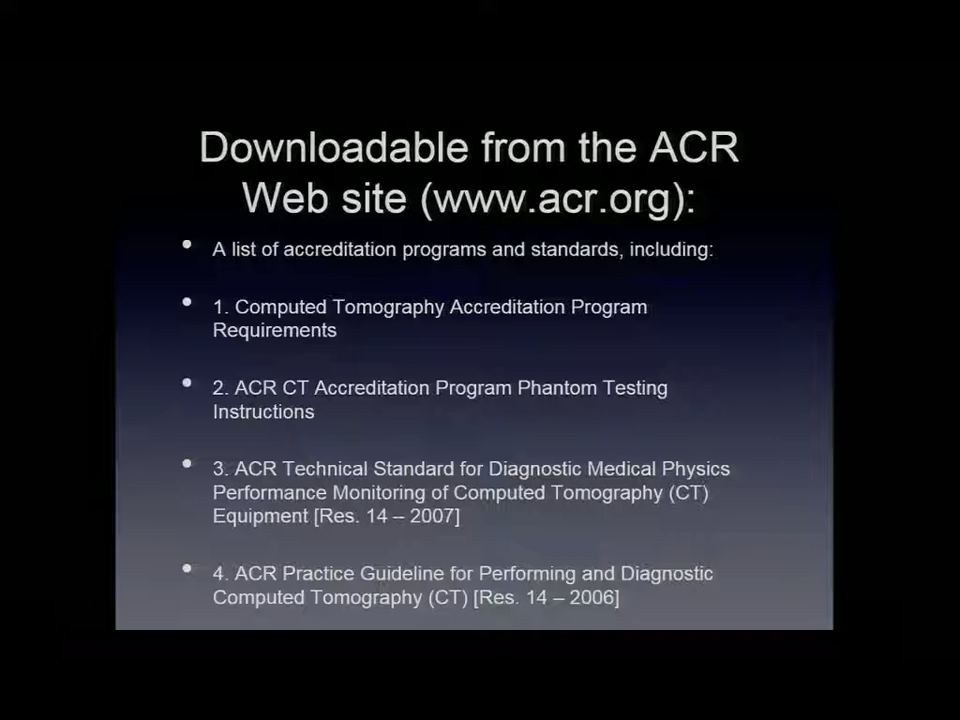 Downloadable from the ACR
Web site (www.acr.org):
• A list of accreditation programs and standards, including:
• 1. Computed Tomography Accreditation Program
Requirements
• 2. ACR CT Accreditation Program Phantom Testing
Instructions
• 3. ACR Technical Standard for Diagnostic Medical Physics
Performance Monitoring of Computed Tomography (CT)
Equipment [Res. 14 – 2007]
• 4. ACR Practice Guideline for Performing and Diagnostic
Computed Tomography (CT) [Res. 14 – 2006]